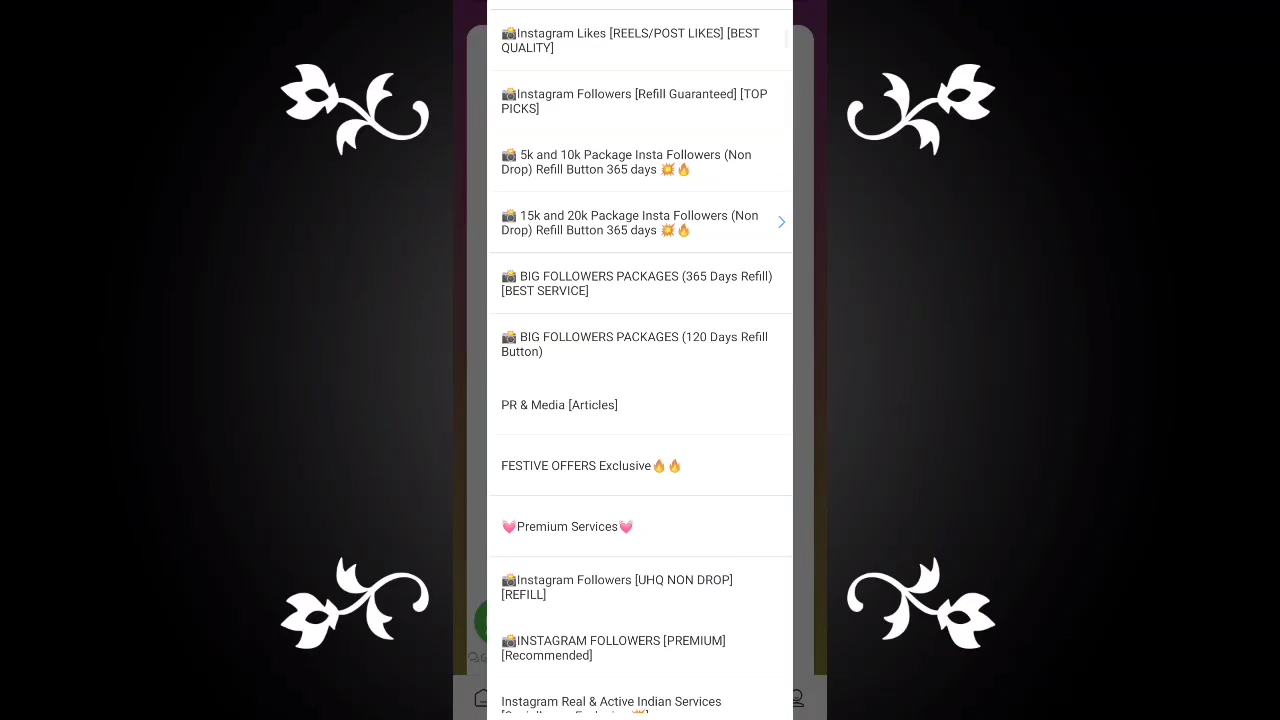 📸Instagram Likes [REELS/POST LIKES] [BEST
QUALITY]
📸Instagram Followers [Refill Guaranteed] [TOP
PICKS]
📸 5k and 10k Package Insta Followers (Non
Drop) Refill Button 365 days 💥🔥
📸 15k and 20k Package Insta Followers (Non
Drop) Refill Button 365 days 💥🔥
📸 BIG FOLLOWERS PACKAGES (365 Days Refill)
[BEST SERVICE]
📸 BIG FOLLOWERS PACKAGES (120 Days Refill
Button)
PR & Media [Articles]
FESTIVE OFFERS Exclusive🔥🔥
💓Premium Services💓
📸Instagram Followers [UHQ NON DROP]
[REFILL]
📸INSTAGRAM FOLLOWERS [PREMIUM]
[Recommended]
Instagram Real & Active Indian Services